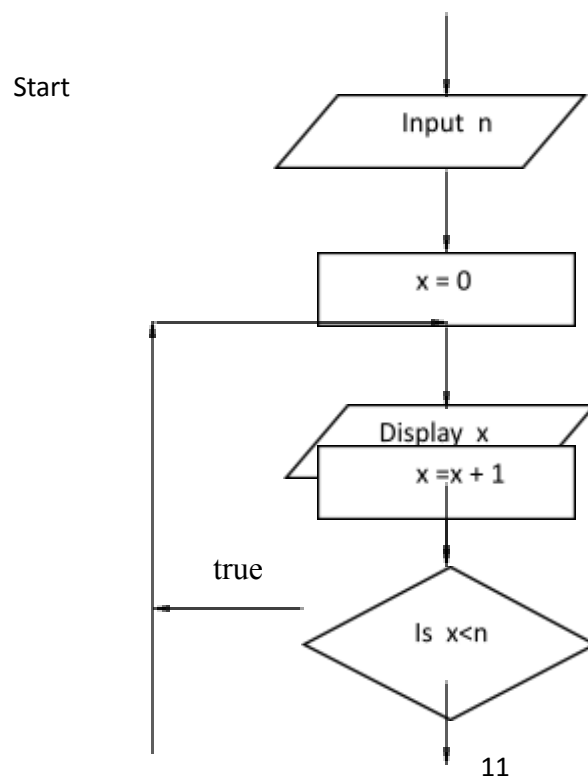 Start
Input n
x = 0
Display x
x =x + 1
true
Is x<n
11